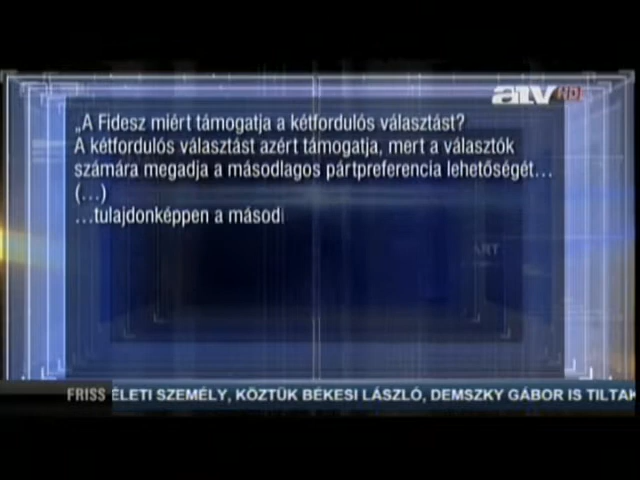 atv HD
„A Fidesz miért támogatja a kétfordulós választást?
A kétfordulós választást azért támogatja, mert a választók
számára megadja a másodlagos pártpreferencia lehetőségét...
(...)
...tulajdonképpen a másodi
ART
FRISS ÉLETI SZEMÉLY, KÖZTÜK BÉKESI LÁSZLÓ, DEMSZKY GÁBOR IS TILTAK